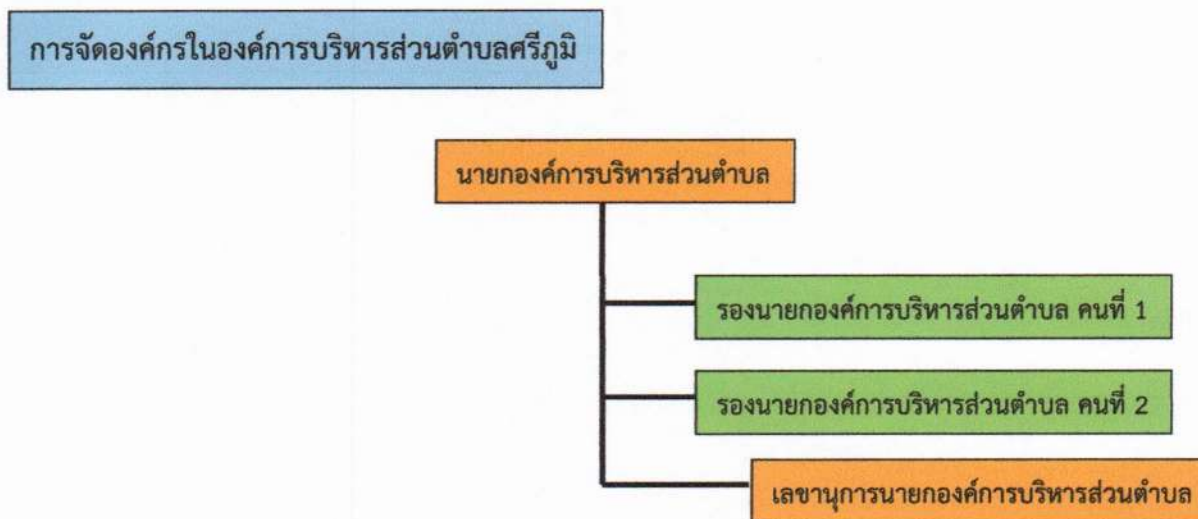 การจัดองค์กรในองค์การบริหารส่วนตำบลศรีภูมิ
นายกองค์การบริหารส่วนตำบล
รองนายกองค์การบริหารส่วนตำบล คนที่ 1
รองนายกองค์การบริหารส่วนตำบล คนที่ 2
เลขานุการนายกองค์การบริหารส่วนตำบล